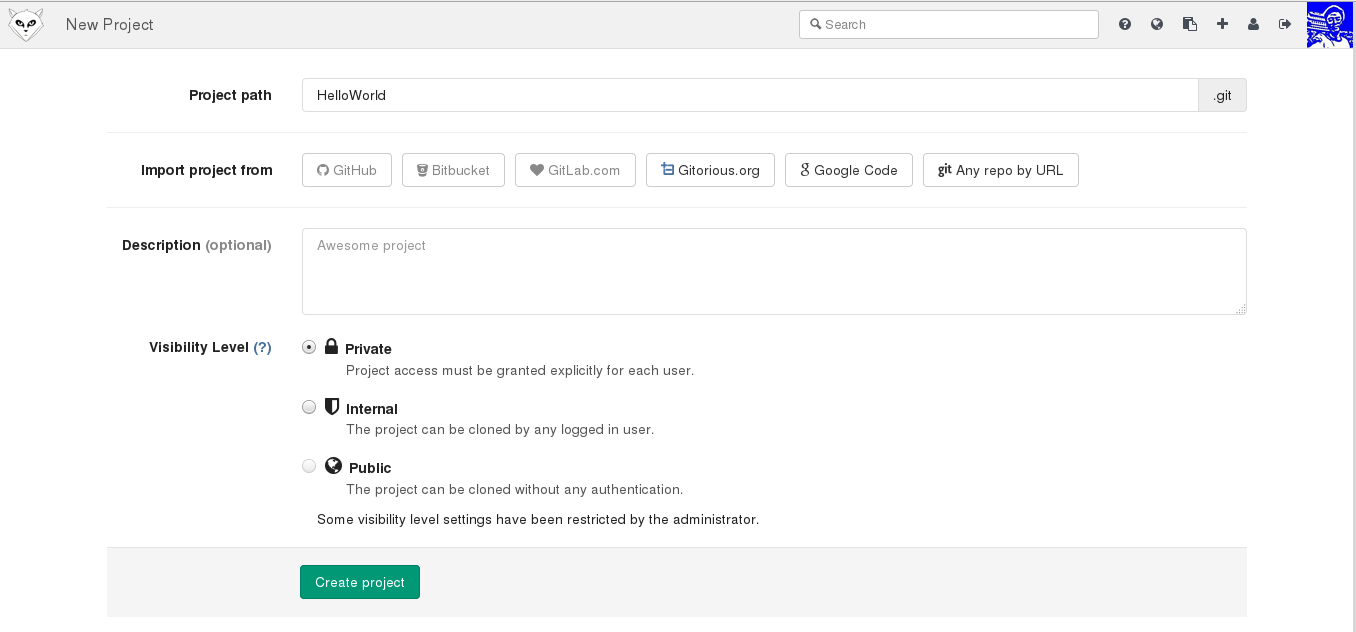 New Project
Search
Project path HelloWorld .git
Import project from GitHub Bitbucket GitLab.com Gitorious.org Google Code git Any repo by URL
Description (optional) Awesome project
Visibility Level (?) Private
Project access must be granted explicitly for each user.
Internal
The project can be cloned by any logged in user.
Public
The project can be cloned without any authentication.
Some visibility level settings have been restricted by the administrator.
Create project